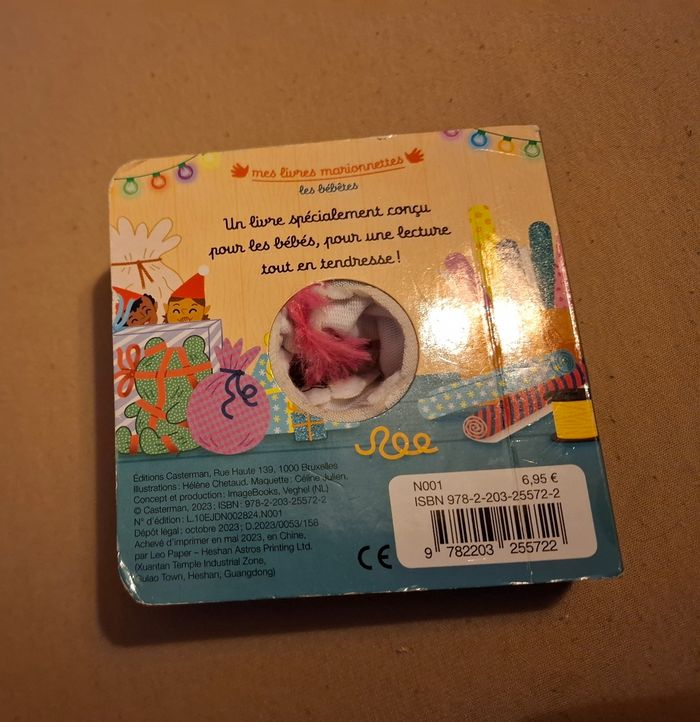 mes livres marionnettes
les bébêtes
Un livre spécialement conçu
pour les bébés, pour une lecture
tout en tendresse !
Éditions Casterman, Rue Haute 139, 1000 Bruxelles
Illustrations : Hélène Chetaud. Maquette : Céline Julien.
Concept et production : ImageBooks, Veghel (NL)
© Casterman, 2023 ; ISBN : 978-2-203-25572-2
N° d'édition : L.10EJDN002824.N001
Dépôt légal : octobre 2023 ; D.2023/0053/158
Achevé d'imprimer en mai 2023, en Chine,
par Leo Paper – Heshan Astros Printing Ltd.
(Xuantan Temple Industrial Zone,
Gulao Town, Heshan, Guangdong)
CE
N001 6,95 €
ISBN 978-2-203-25572-2
9 782203 255722